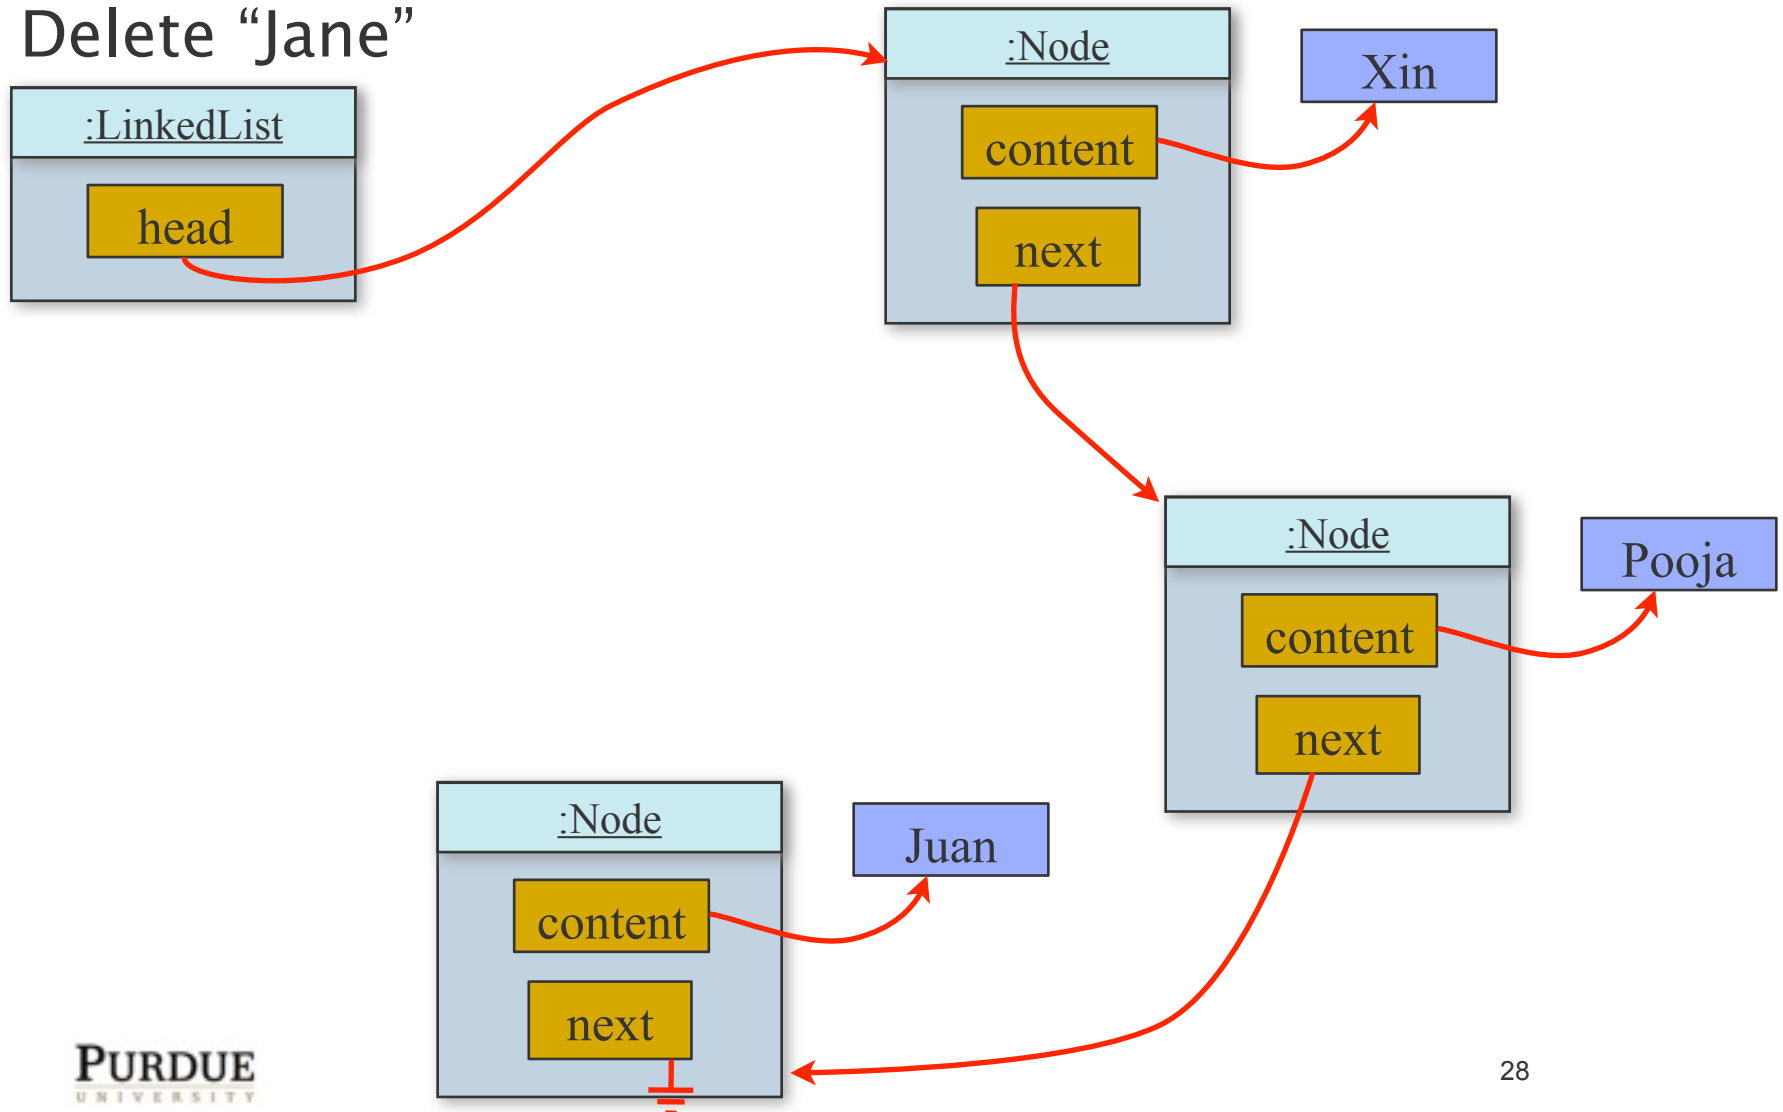 Delete “Jane”
:LinkedList
head
:Node
content
next
Xin
:Node
content
next
Pooja
:Node
content
next
Juan
PURDUE
UNIVERSITY
28